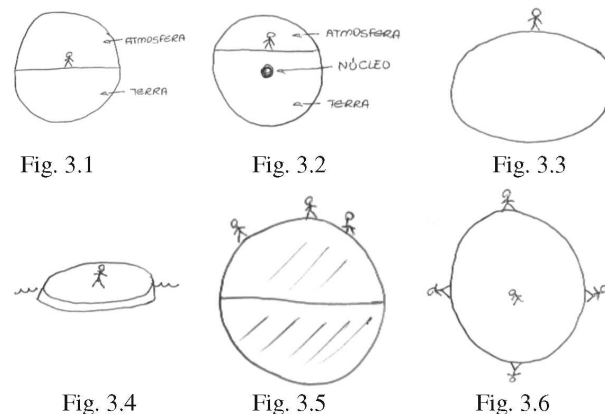 ATMOSFERA
TERRA
Fig. 3.1
ATMOSFERA
NÚCLEO
TERRA
Fig. 3.2
Fig. 3.3
Fig. 3.4
Fig. 3.5
Fig. 3.6